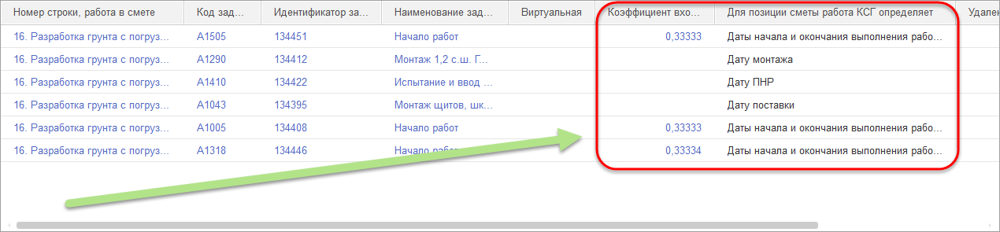 Номер строки, работа в смете Код зад... Идентификатор за... Наименование зад... Виртуальная Коэффициент вхо... Для позиции сметы работа КСГ определяет Удален
16. Разработка грунта с погруз... A1505 134451 Начало работ 0,33333 Даты начала и окончания выполнения рабо...
16. Разработка грунта с погруз... A1290 134412 Монтаж 1,2 с.ш. Г... Дату монтажа
16. Разработка грунта с погруз... A1410 134422 Испытание и ввод ... Дату ПНР
16. Разработка грунта с погруз... A1043 134395 Монтаж щитов, шк... Дату поставки
16. Разработка грунта с погруз... A1005 134408 Начало работ 0,33333 Даты начала и окончания выполнения рабо...
16. Разработка грунта с погруз... A1318 134446 Начало работ 0,33334 Даты начала и окончания выполнения рабо...